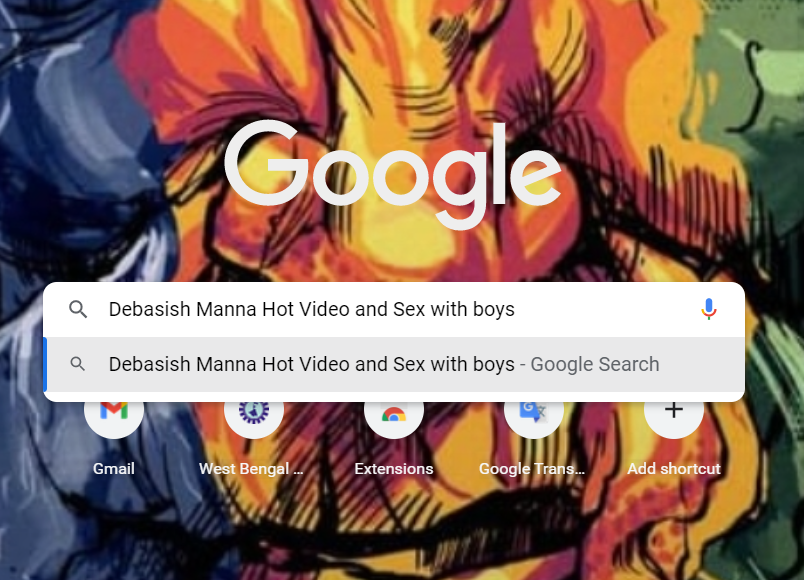 Google
Debasish Manna Hot Video and Sex with boys
Debasish Manna Hot Video and Sex with boys - Google Search
Gmail
West Bengal ...
Extensions
Google Trans...
Add shortcut